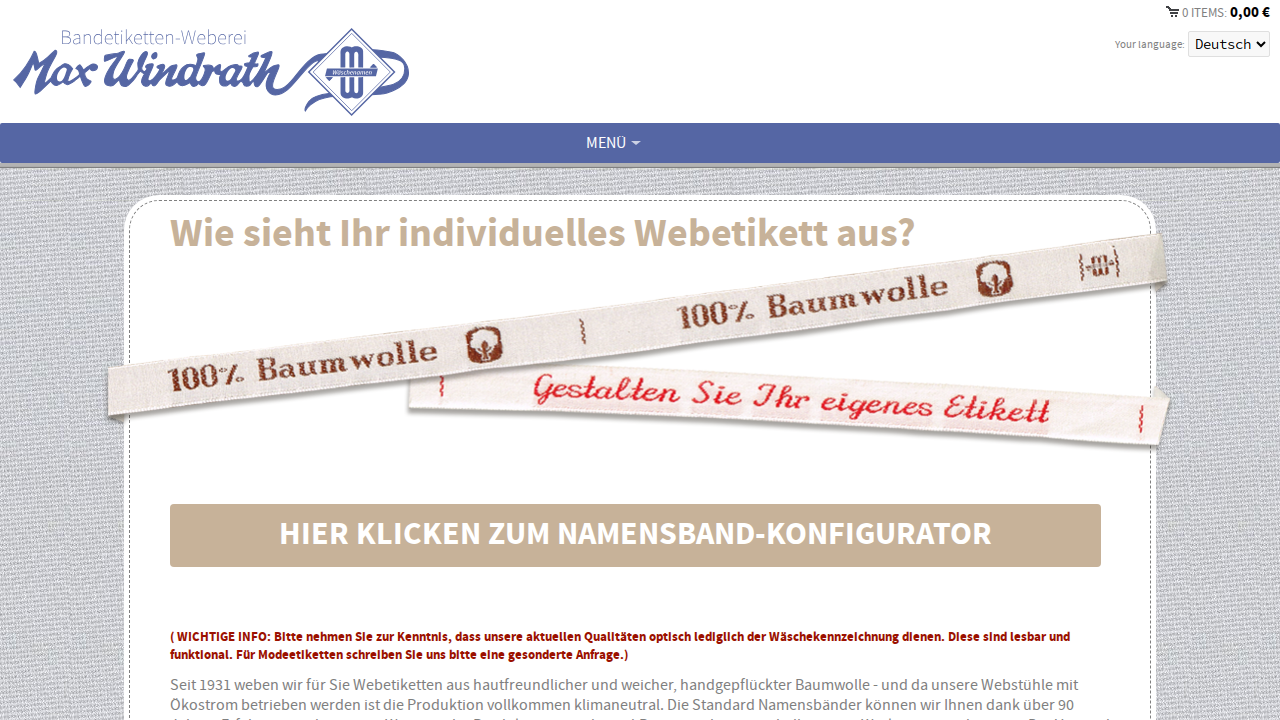 0 ITEMS: 0,00 €
Your language: Deutsch
Bandetiketten-Weberei
Max Windrath
Wäschenamen
MENÜ
Wie sieht Ihr individuelles Webetikett aus?
100% Baumwolle
100% Baumwolle
Gestalten Sie Ihr eigenes Etikett
HIER KLICKEN ZUM NAMENSBAND-KONFIGURATOR
( WICHTIGE INFO: Bitte nehmen Sie zur Kenntnis, dass unsere aktuellen Qualitäten optisch lediglich der Wäschekennzeichnung dienen. Diese sind lesbar und
funktional. Für Modeetiketten schreiben Sie uns bitte eine gesonderte Anfrage.)
Seit 1931 weben wir für Sie Webetiketten aus hautfreundlicher und weicher, handgepflückter Baumwolle - und da unsere Webstühle mit
Ökostrom betrieben werden ist die Produktion vollkommen klimaneutral. Die Standard Namensbänder können wir Ihnen dank über 90